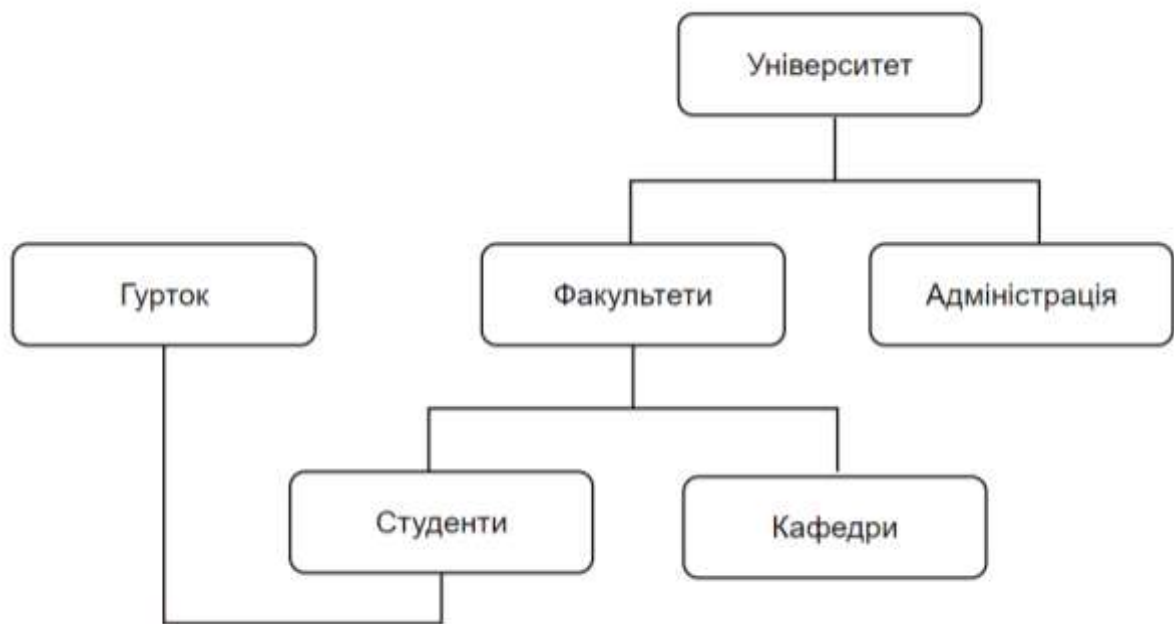 Університет
Гурток
Факультети
Адміністрація
Студенти
Кафедри